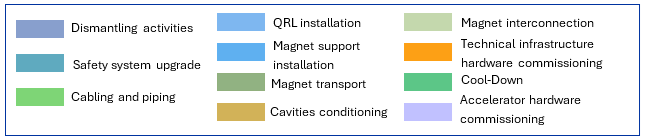 Dismantling activities
Safety system upgrade
Cabling and piping
QRL installation
Magnet support
installation
Magnet transport
Cavities conditioning
Magnet interconnection
Technical infrastructure
hardware commissioning
Cool-Down
Accelerator hardware
commissioning